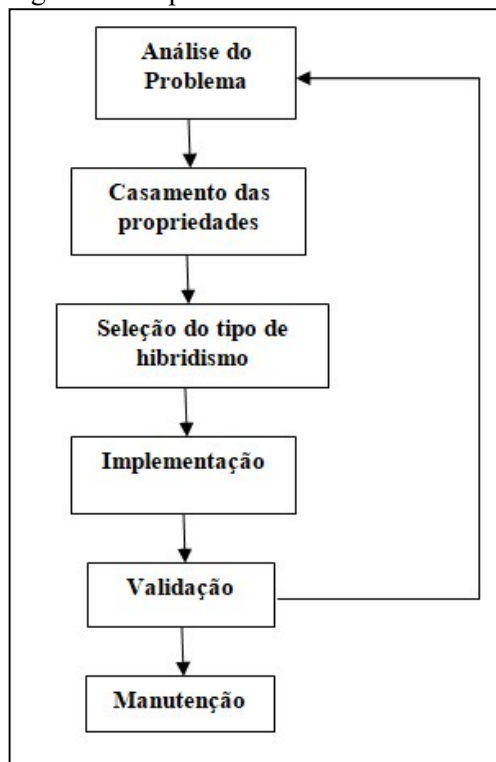 Análise do
Problema
Casamento das
propriedades
Seleção do tipo de
hibridismo
Implementação
Validação
Manutenção